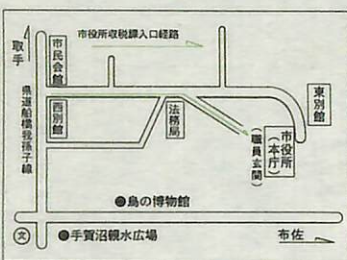 取手
市民会館
市役所収税課入口経路
県道船橋我孫子線
西別館
法務局
東別館
市役所
(本庁)
(職員玄関)
●鳥の博物館
文
●手賀沼親水広場
布佐